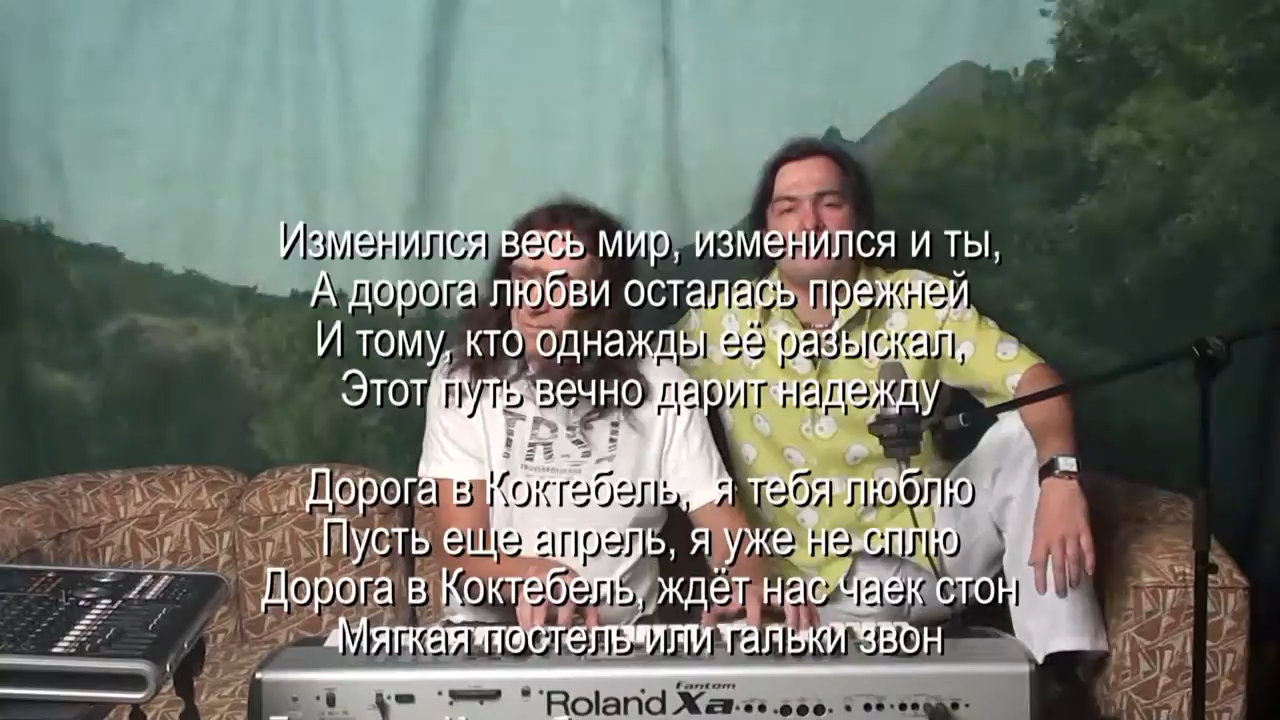 Изменился весь мир, изменился и ты,
А дорога любви осталась прежней
И тому, кто однажды её разыскал,
Этот путь вечно дарит надежду
Дорога в Коктебель, я тебя люблю
Пусть еще апрель, я уже не сплю
Дорога в Коктебель, ждёт нас чаек стон
Мягкая постель или гальки звон
Roland Fantom Xa